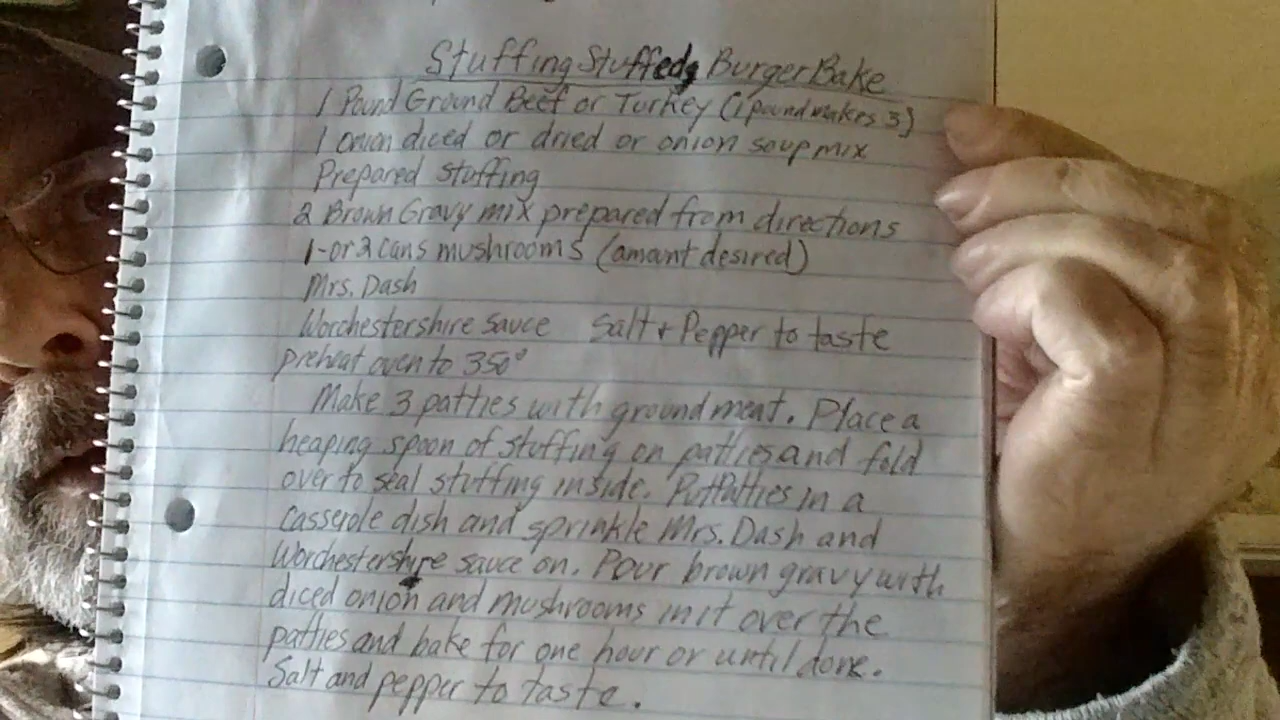 Stuffing Stuffed Burger Bake
1 Pound Ground Beef or Turkey (1 pound makes 3)
1 onion diced or dried or onion soup mix
Prepared stuffing
2 Brown Gravy mix prepared from directions
1-or 2 cans mushrooms (amant desired)
Mrs. Dash
Worchestershire sauce Salt + Pepper to taste
preheat oven to 350°
Make 3 patties with ground meat. Place a
heaping spoon of stuffing on patties and fold
over to seal stuffing inside. Put Patties in a
casserole dish and sprinkle Mrs. Dash and
Worchestershire sauce on. Pour brown gravy with
diced onion and mushrooms in it over the
patties and bake for one hour or until done.
Salt and pepper to taste.